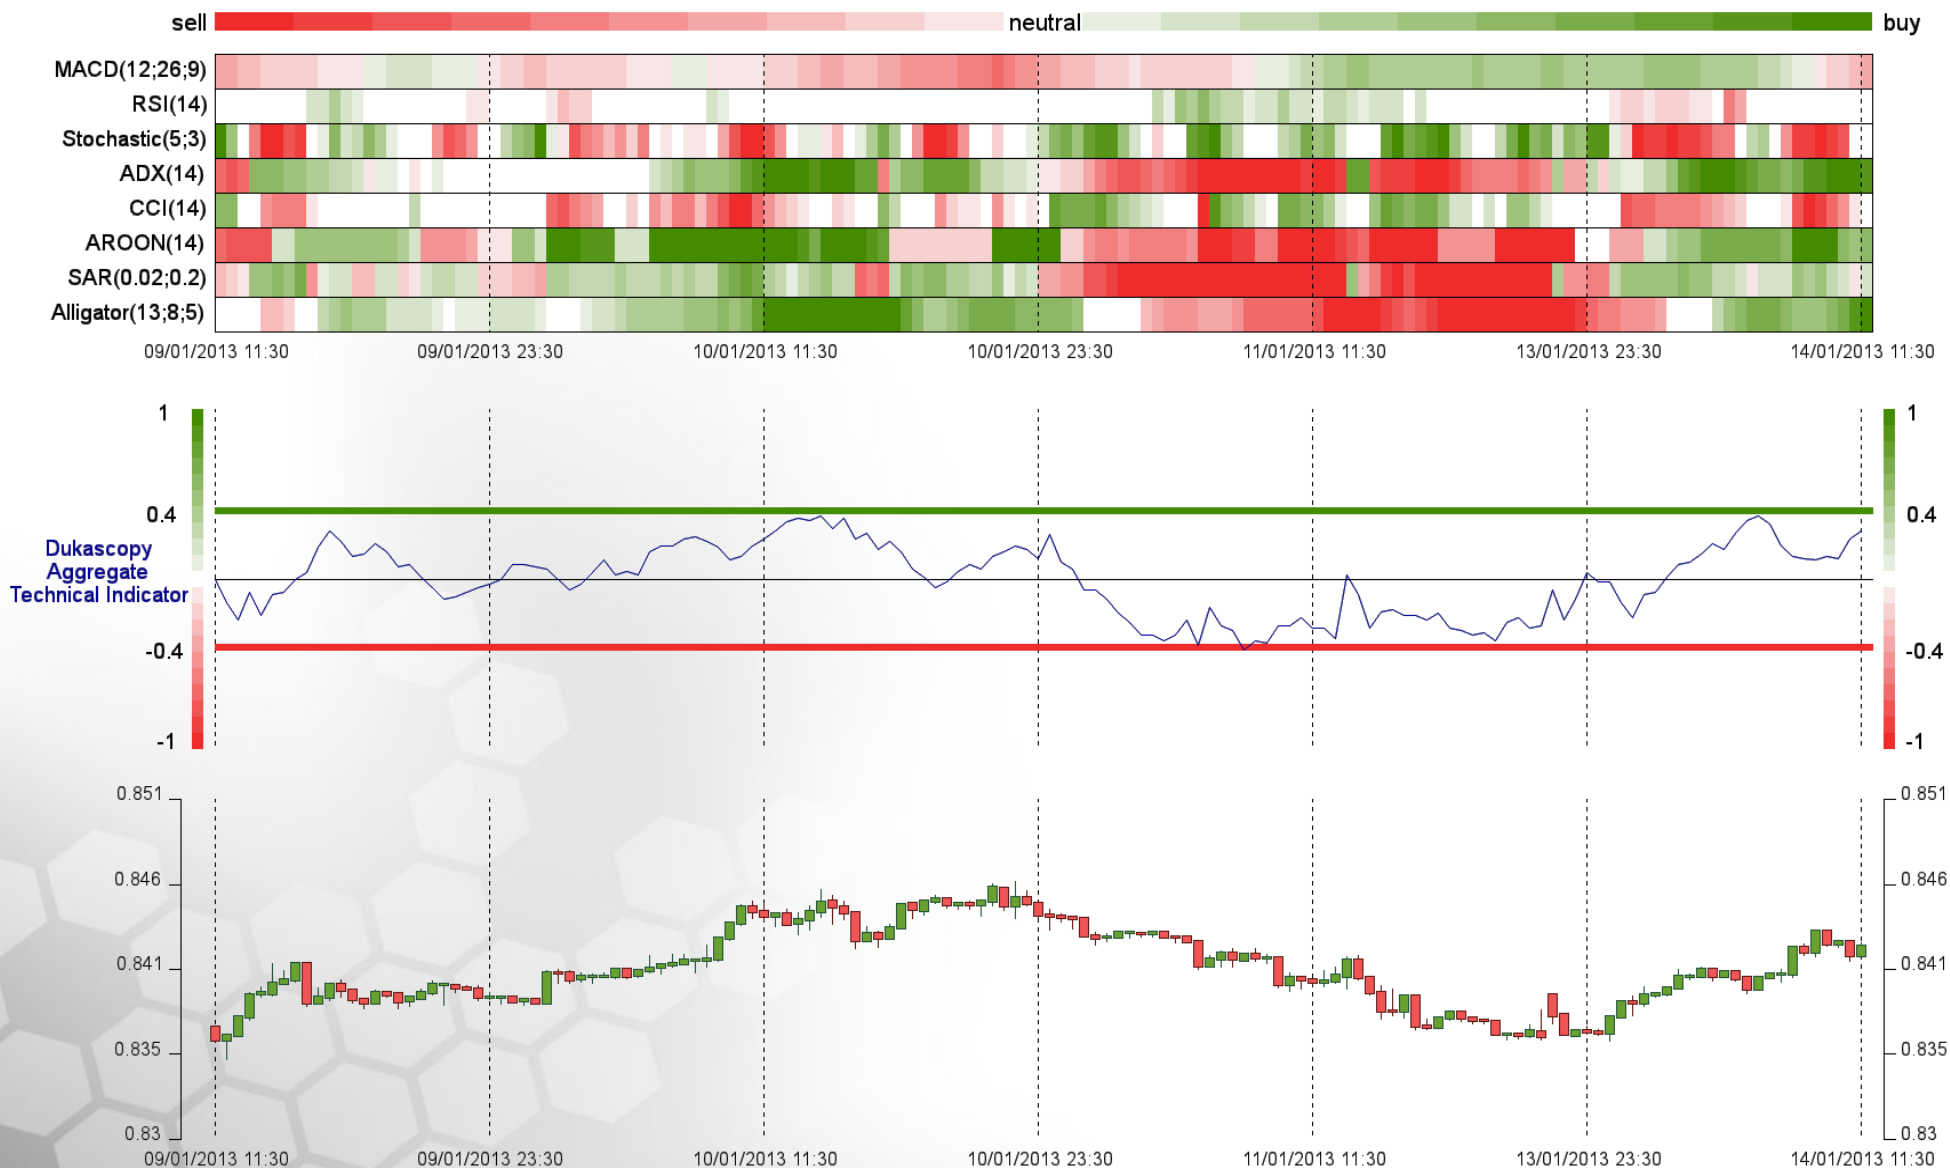 sell neutral buy
MACD(12;26;9)
RSI(14)
Stochastic(5;3)
ADX(14)
CCI(14)
AROON(14)
SAR(0.02;0.2)
Alligator(13;8;5)
09/01/2013 11:30 09/01/2013 23:30 10/01/2013 11:30 10/01/2013 23:30 11/01/2013 11:30 13/01/2013 23:30 14/01/2013 11:30
1 1
0.4 0.4
Dukascopy
Aggregate
Technical Indicator
-0.4 -0.4
-1 -1
0.851 0.851
0.846 0.846
0.841 0.841
0.835 0.835
0.83 0.83
09/01/2013 11:30 09/01/2013 23:30 10/01/2013 11:30 10/01/2013 23:30 11/01/2013 11:30 13/01/2013 23:30 14/01/2013 11:30